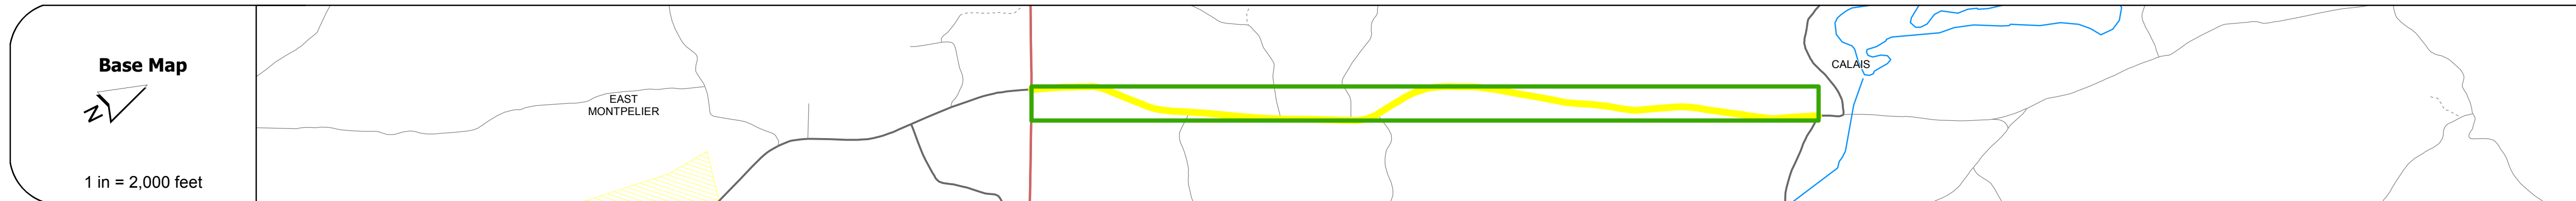 Base Map
N
1 in = 2,000 feet
EAST
MONTPELIER
CALAIS